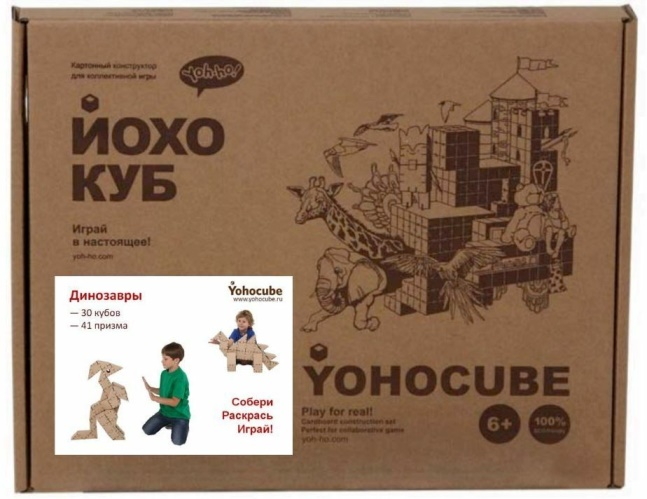 Картонный конструктор
для коллективной игры
Yoh-ho!
ЙОХО
КУБ
Играй
в настоящее!
yoh-ho.com
Динозавры
— 30 кубов
— 41 призма
Yohocube
www.yohocube.ru
Собери
Раскрась
Играй!
YOHOCUBE
Play for real!
Cardboard construction set
Perfect for collaborative game
yoh-ho.com
6+
100%